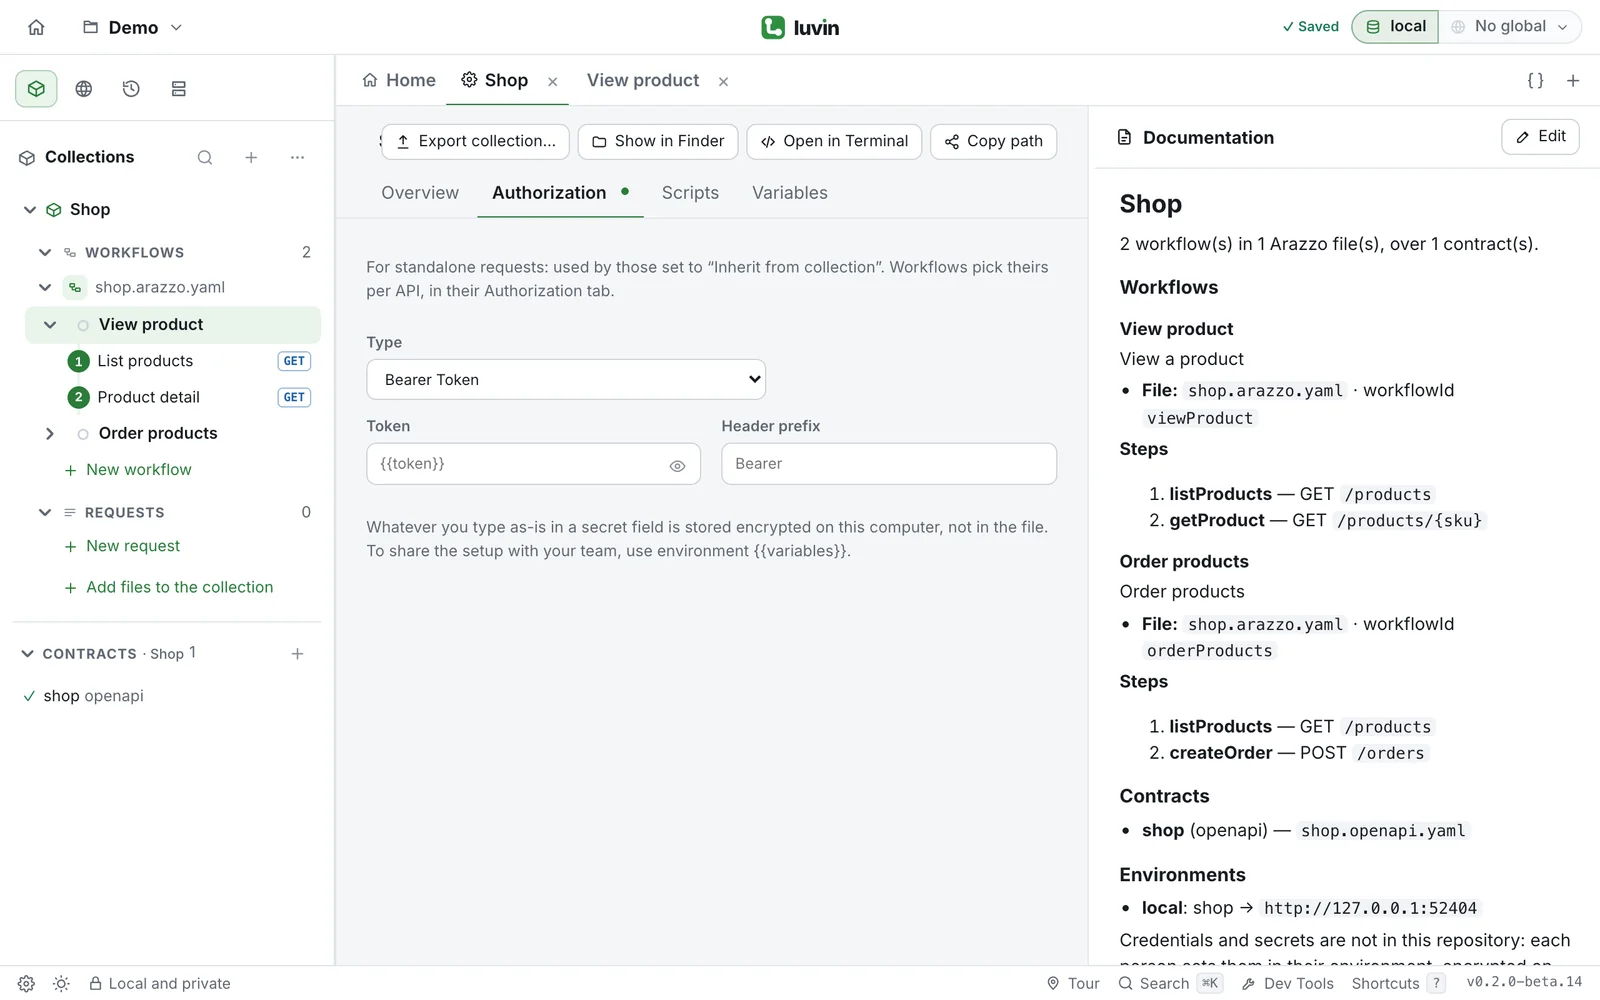 Demo
luvin
Saved
local
No global
Home
Shop
View product
{}
Collections
Shop
WORKFLOWS 2
shop.arazzo.yaml
View product
1 List products GET
2 Product detail GET
Order products
+ New workflow
REQUESTS 0
+ New request
+ Add files to the collection
CONTRACTS · Shop 1
shop openapi
Export collection...
Show in Finder
Open in Terminal
Copy path
Overview
Authorization
Scripts
Variables
For standalone requests: used by those set to “Inherit from collection”. Workflows pick theirs
per API, in their Authorization tab.
Type
Bearer Token
Token
Header prefix
{{token}}
Bearer
Whatever you type as-is in a secret field is stored encrypted on this computer, not in the file.
To share the setup with your team, use environment {{variables}}.
Documentation
Edit
Shop
2 workflow(s) in 1 Arazzo file(s), over 1 contract(s).
Workflows
View product
View a product
• File: shop.arazzo.yaml · workflowId
viewProduct
Steps
1. listProducts — GET /products
2. getProduct — GET /products/{sku}
Order products
Order products
• File: shop.arazzo.yaml · workflowId
orderProducts
Steps
1. listProducts — GET /products
2. createOrder — POST /orders
Contracts
• shop (openapi) — shop.openapi.yaml
Environments
• local: shop → http://127.0.0.1:52404
Credentials and secrets are not in this repository: each
person sets them in their environment, encrypted on
Local and private
Tour
Search ⌘K
Dev Tools
Shortcuts ?
v0.2.0-beta.14